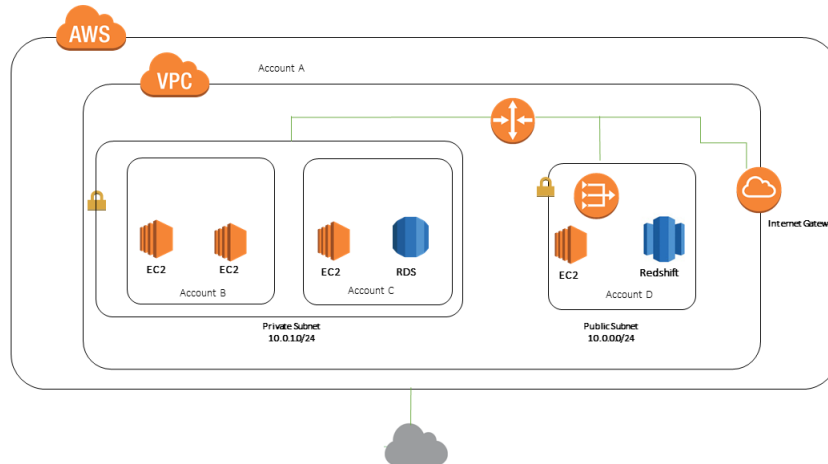 AWS
Account A
VPC
EC2
EC2
Account B
EC2
RDS
Account C
EC2
Redshift
Account D
Internet Gatew
Private Subnet
10.0.1.0/24
Public Subnet
10.0.0.0/24